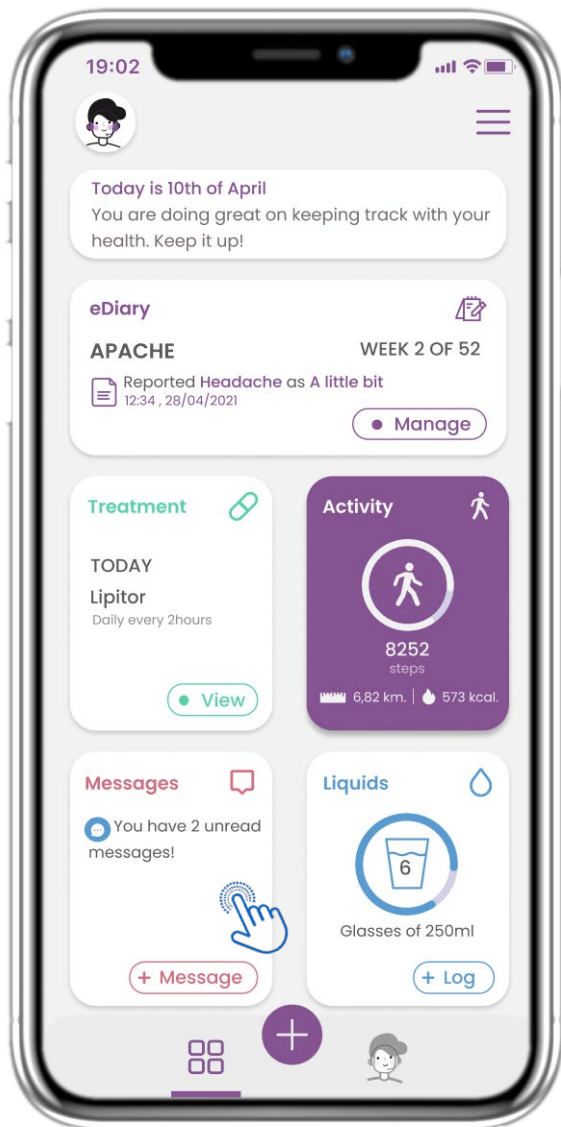 19:02
Today is 10th of April
You are doing great on keeping track with your
health. Keep it up!
eDiary
APACHE
WEEK 2 OF 52
Reported Headache as A little bit
12:34 , 28/04/2021
Manage
Treatment
TODAY
Lipitor
Daily every 2hours
View
Activity
8252
steps
6,82 km. | 573 kcal.
Messages
You have 2 unread
messages!
+ Message
Liquids
6
Glasses of 250ml
+ Log